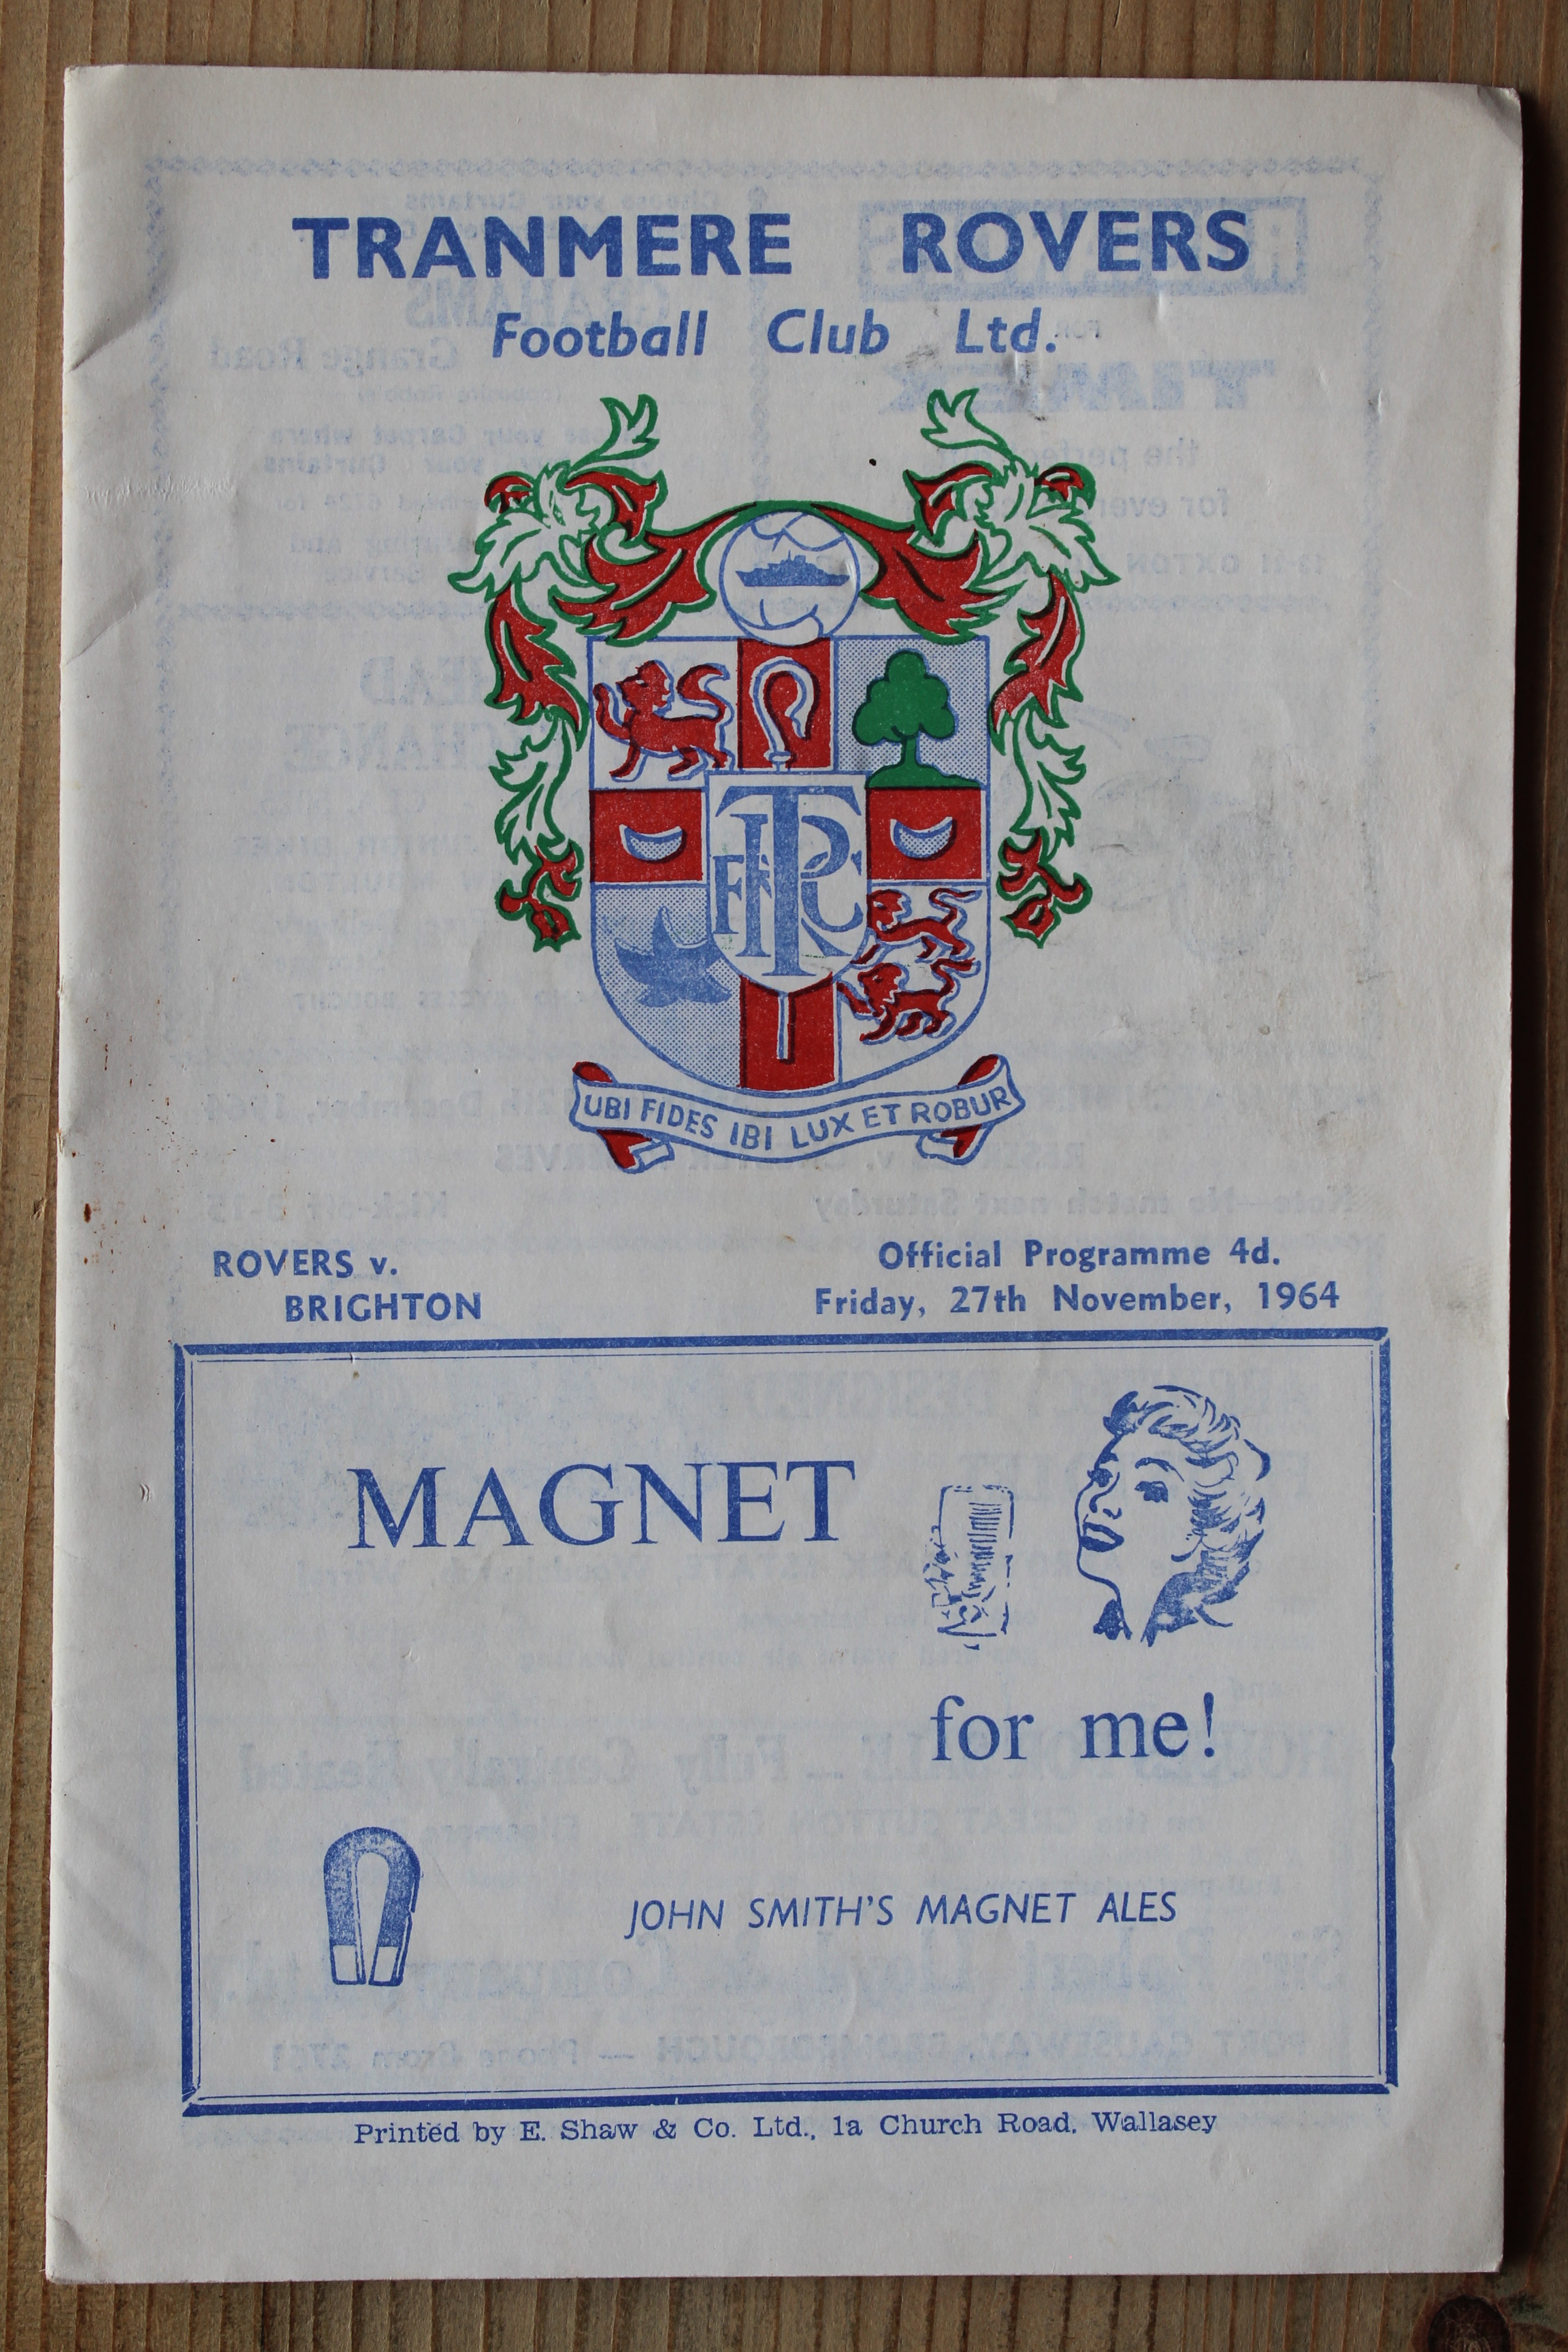 TRANMERE ROVERS
Football Club Ltd.
TRFC
UBI FIDES IBI LUX ET ROBUR
ROVERS v.
BRIGHTON
Official Programme 4d.
Friday, 27th November, 1964
MAGNET
for me!
JOHN SMITH'S MAGNET ALES
Printed by E. Shaw & Co. Ltd., 1a Church Road, Wallasey